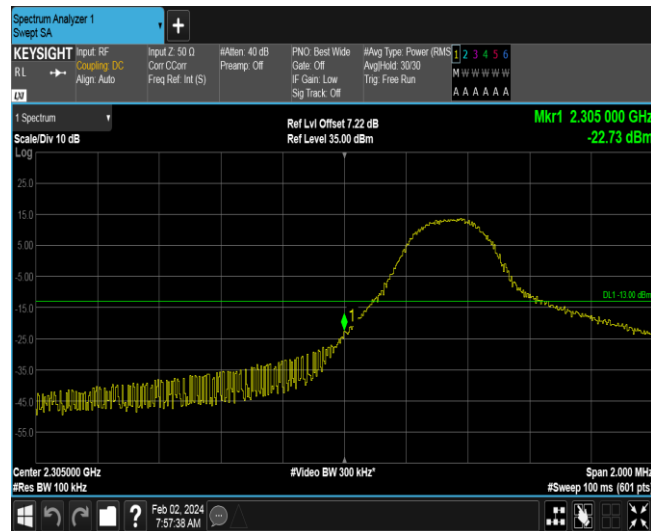 Spectrum Analyzer 1
Swept SA
+
KEYSIGHT
RL
LXI
Input: RF
Coupling: DC
Align: Auto
Input Z: 50 Ω
Corr CCorr
Freq Ref: Int (S)
#Atten: 40 dB
Preamp: Off
PNO: Best Wide
Gate: Off
IF Gain: Low
Sig Track: Off
#Avg Type: Power (RMS
Avg|Hold: 30/30
Trig: Free Run
1 2 3 4 5 6
M W W W W W
A A A A A A
1 Spectrum
Scale/Div 10 dB
Log
Ref Lvl Offset 7.22 dB
Ref Level 35.00 dBm
Mkr1 2.305 000 GHz
-22.73 dBm
25.0
15.0
5.00
-5.00
DL1 -13.00 dBm
-15.0
1
-25.0
-35.0
-45.0
-55.0
Center 2.305000 GHz
#Res BW 100 kHz
#Video BW 300 kHz*
Span 2.000 MHz
#Sweep 100 ms (601 pts)
?
Feb 02, 2024
7:57:38 AM